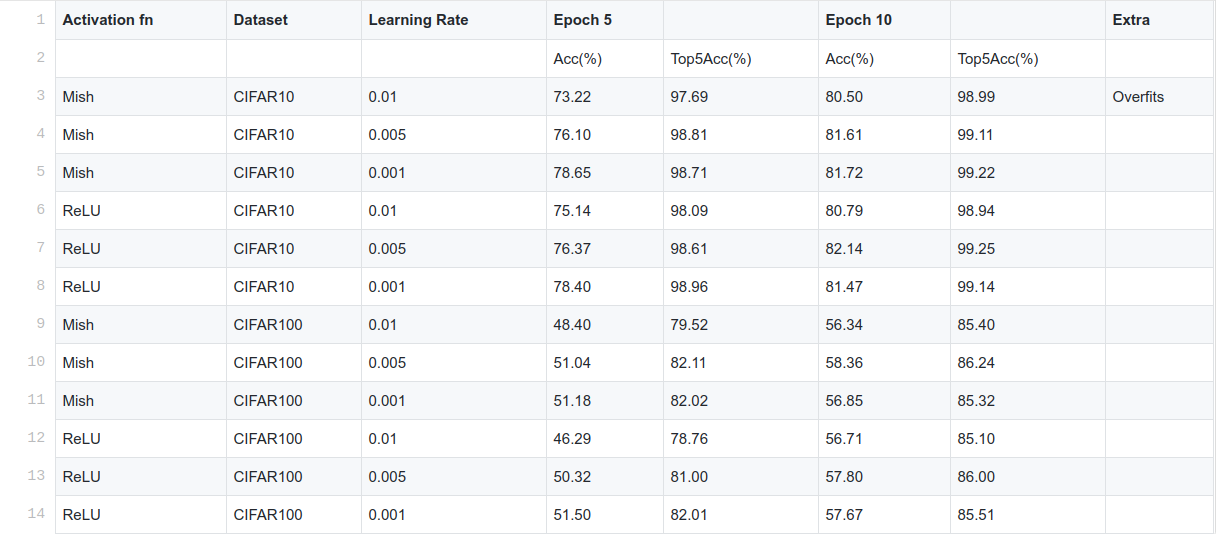 1 Activation fn Dataset Learning Rate Epoch 5 Epoch 10 Extra
2 Acc(%) Top5Acc(%) Acc(%) Top5Acc(%)
3 Mish CIFAR10 0.01 73.22 97.69 80.50 98.99 Overfits
4 Mish CIFAR10 0.005 76.10 98.81 81.61 99.11
5 Mish CIFAR10 0.001 78.65 98.71 81.72 99.22
6 ReLU CIFAR10 0.01 75.14 98.09 80.79 98.94
7 ReLU CIFAR10 0.005 76.37 98.61 82.14 99.25
8 ReLU CIFAR10 0.001 78.40 98.96 81.47 99.14
9 Mish CIFAR100 0.01 48.40 79.52 56.34 85.40
10 Mish CIFAR100 0.005 51.04 82.11 58.36 86.24
11 Mish CIFAR100 0.001 51.18 82.02 56.85 85.32
12 ReLU CIFAR100 0.01 46.29 78.76 56.71 85.10
13 ReLU CIFAR100 0.005 50.32 81.00 57.80 86.00
14 ReLU CIFAR100 0.001 51.50 82.01 57.67 85.51